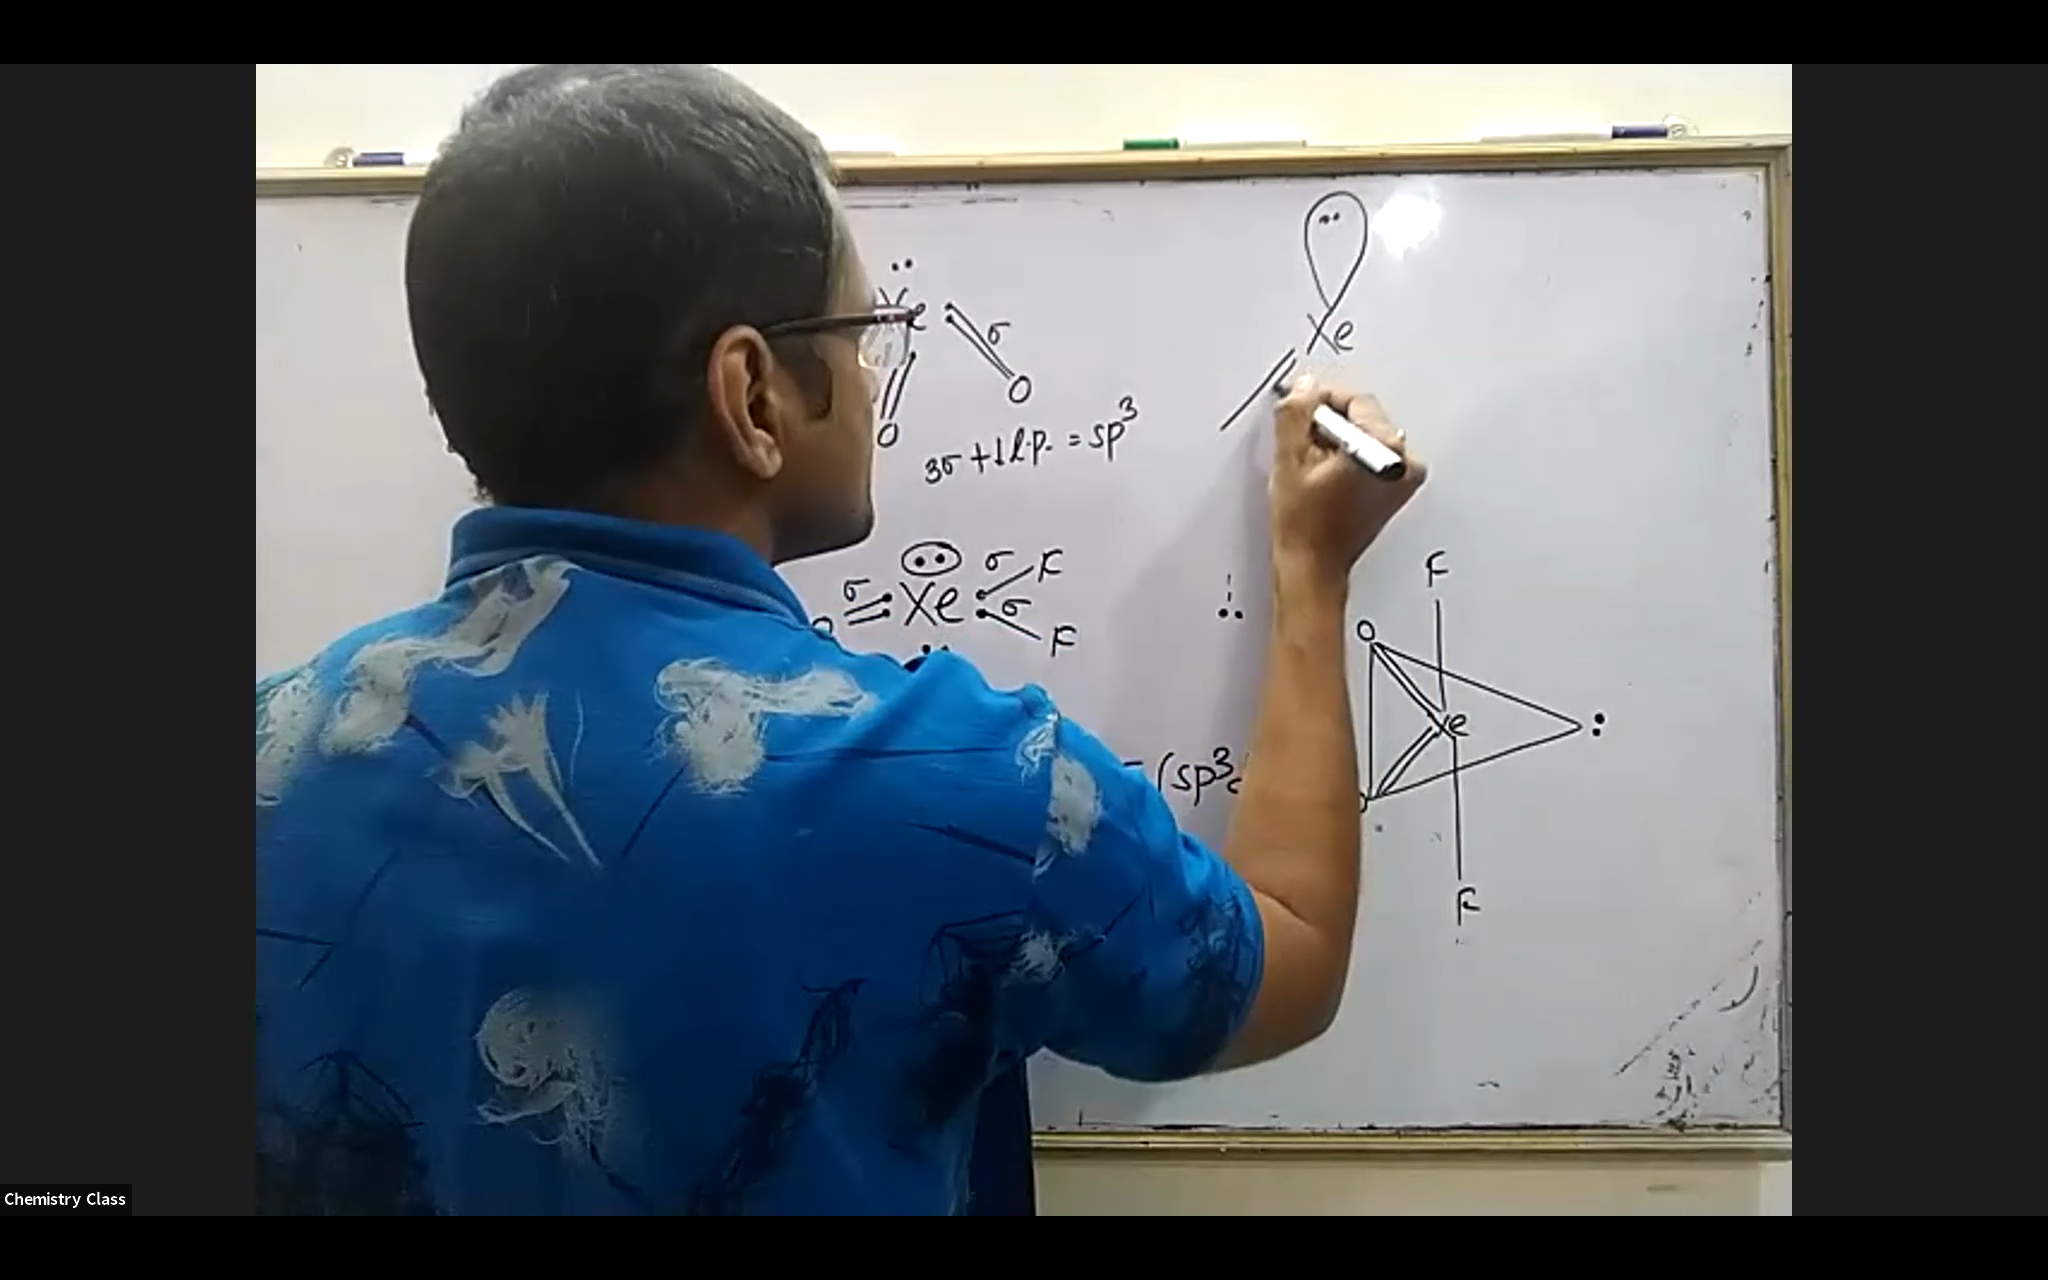 Xe
σ
O
O
3σ + 1 l.p. = sp³
Xe
σ Xe σ F
σ F
F
O
Xe
(sp³
F
Chemistry Class